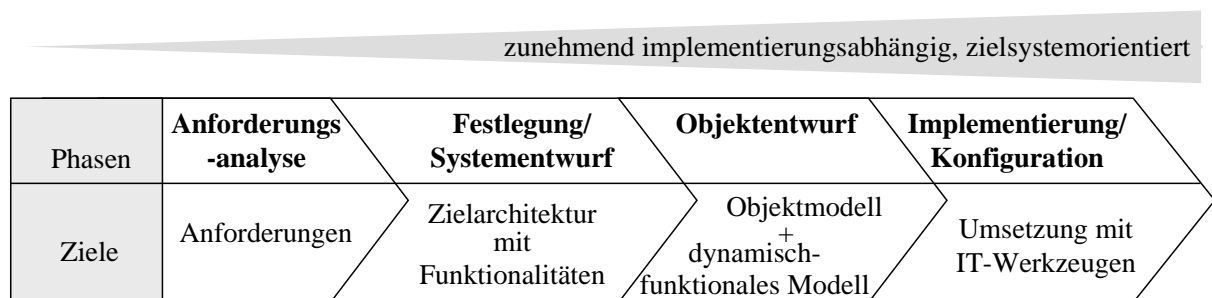 zunehmend implementierungsabhängig, zielsystemorientiert
Phasen
Anforderungs
-analyse
Festlegung/
Systementwurf
Objektentwurf
Implementierung/
Konfiguration
Ziele
Anforderungen
Zielarchitektur
mit
Funktionalitäten
Objektmodell
+
dynamisch-
funktionales Modell
Umsetzung mit
IT-Werkzeugen